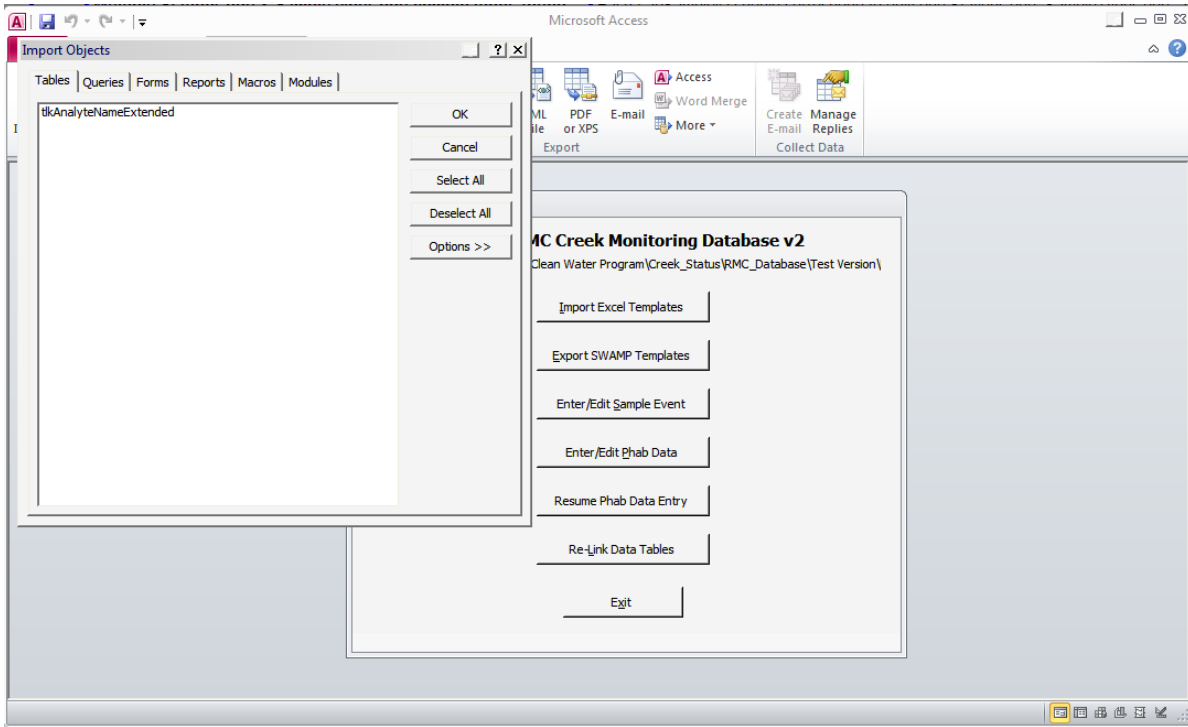 Microsoft Access
Import Objects
Tables Queries Forms Reports Macros Modules
tlkAnalyteNameExtended
OK
Cancel
Select All
Deselect All
Options >>
PDF
or XPS
E-mail
Access
Word Merge
More
Export
Create
E-mail
Manage
Replies
Collect Data
MC Creek Monitoring Database v2
Clean Water Program\Creek_Status\RMC_Database\Test Version\
Import Excel Templates
Export SWAMP Templates
Enter/Edit Sample Event
Enter/Edit Phab Data
Resume Phab Data Entry
Re-Link Data Tables
Exit